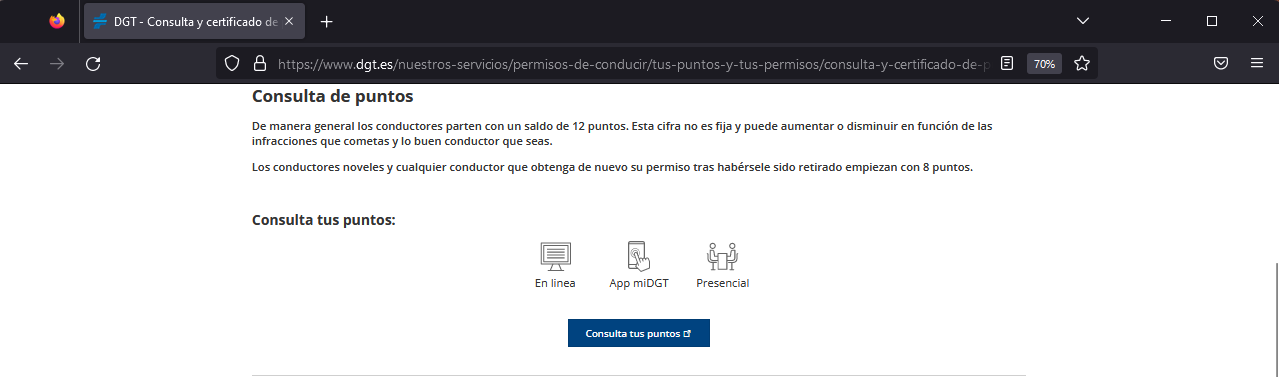 DGT - Consulta y certificado de
https://www.dgt.es/nuestros-servicios/permisos-de-conducir/tus-puntos-y-tus-permisos/consulta-y-certificado-de-p
70%
Consulta de puntos
De manera general los conductores parten con un saldo de 12 puntos. Esta cifra no es fija y puede aumentar o disminuir en función de las
infracciones que cometas y lo buen conductor que seas.
Los conductores noveles y cualquier conductor que obtenga de nuevo su permiso tras habérsele sido retirado empiezan con 8 puntos.
Consulta tus puntos:
En linea App miDGT Presencial
Consulta tus puntos